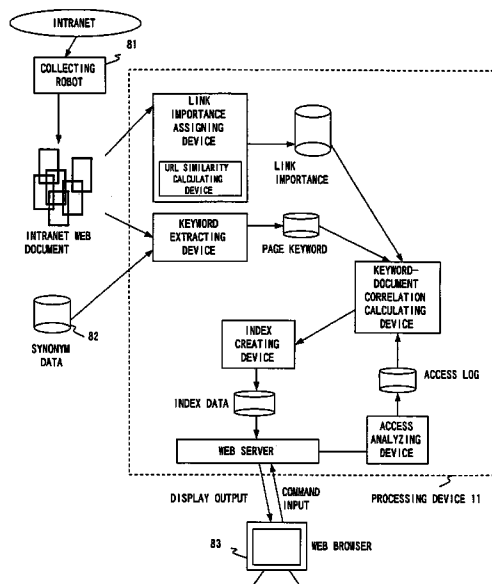 INTRANET
81
COLLECTING
ROBOT
LINK
IMPORTANCE
ASSIGNING
DEVICE
URL SIMILARITY
CALCULATING
DEVICE
LINK
IMPORTANCE
INTRANET WEB
DOCUMENT
KEYWORD
EXTRACTING
DEVICE
PAGE KEYWORD
KEYWORD-
DOCUMENT
CORRELATION
CALCULATING
DEVICE
SYNONYM
DATA
82
INDEX
CREATING
DEVICE
ACCESS LOG
INDEX DATA
ACCESS
ANALYZING
DEVICE
WEB SERVER
DISPLAY OUTPUT
COMMAND
INPUT
PROCESSING DEVICE 11
83
WEB BROWSER